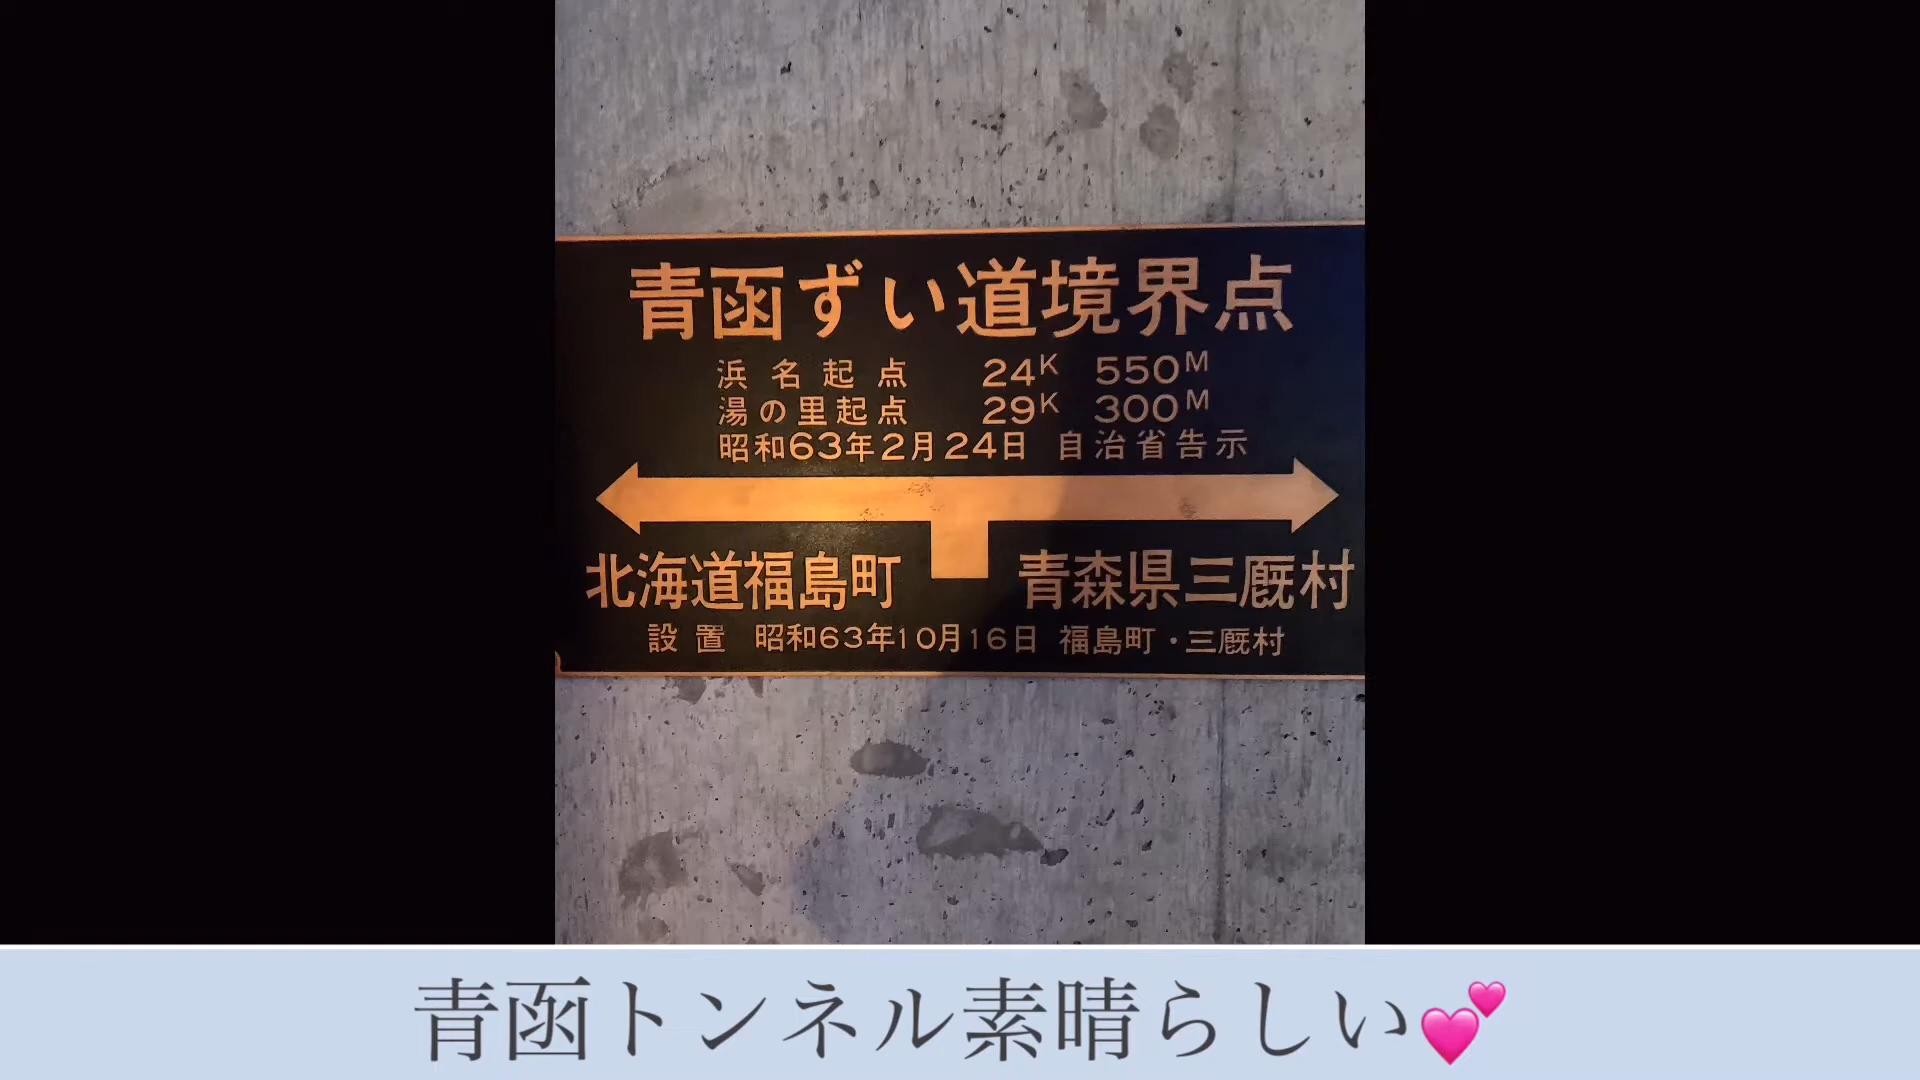 青函ずい道境界点
浜名起点 24K 550M
湯の里起点 29K 300M
昭和63年2月24日 自治省告示
北海道福島町 青森県三厩村
設置 昭和63年10月16日 福島町・三厩村
青函トンネル素晴らしい💕